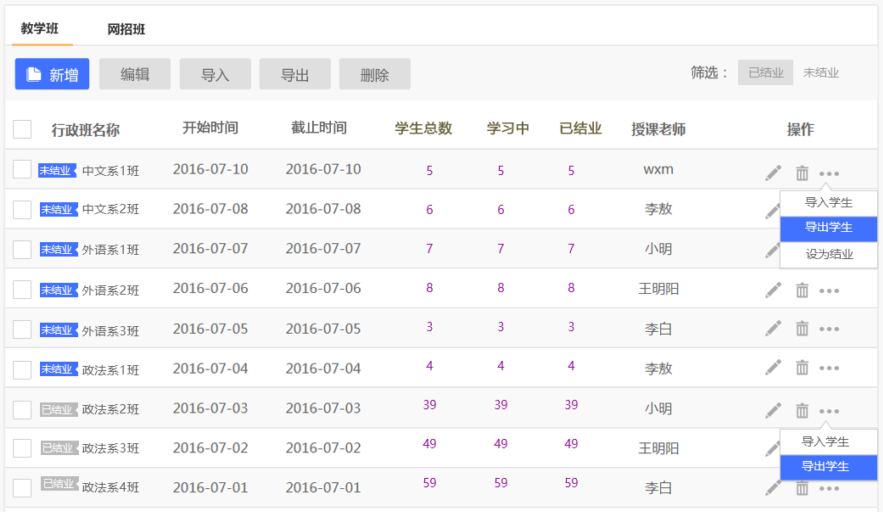 教学班 网招班
新增 编辑 导入 导出 删除 筛选： 已结业 未结业
行政班名称 开始时间 截止时间 学生总数 学习中 已结业 授课老师 操作
未结业 中文系1班 2016-07-10 2016-07-10 5 5 5 wxm
导入学生
未结业 中文系2班 2016-07-08 2016-07-08 6 6 6 李敖
导出学生
未结业 外语系1班 2016-07-07 2016-07-07 7 7 7 小明
设为结业
未结业 外语系2班 2016-07-06 2016-07-06 8 8 8 王明阳
未结业 外语系3班 2016-07-05 2016-07-05 3 3 3 李白
未结业 政法系1班 2016-07-04 2016-07-04 4 4 4 李敖
已结业 政法系2班 2016-07-03 2016-07-03 39 39 39 小明
导入学生
已结业 政法系3班 2016-07-02 2016-07-02 49 49 49 王明阳
导出学生
已结业 政法系4班 2016-07-01 2016-07-01 59 59 59 李白